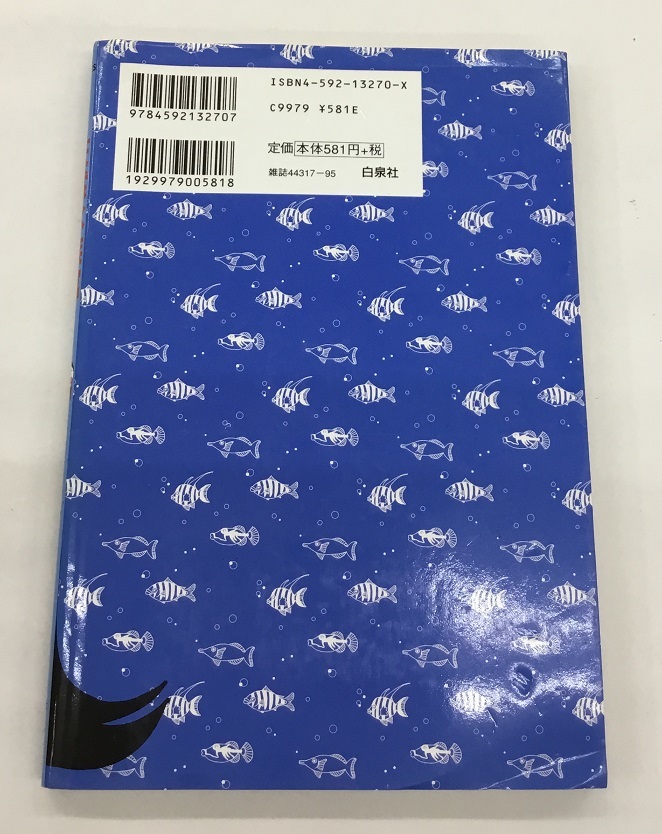 ISBN4-592-13270-X
C9979 ¥581E
9784592132707
定価 本体581円+税
雑誌44317-95 白泉社
1929979005818